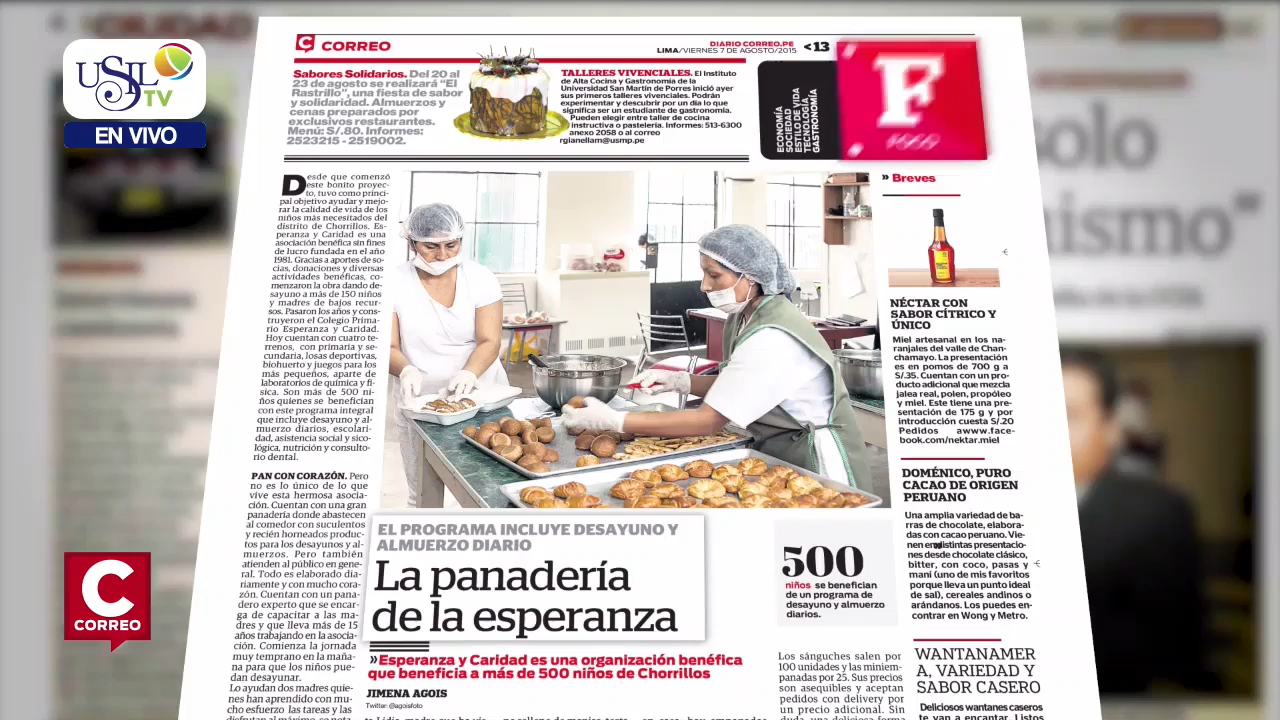 USIL
TV
EN VIVO
C
CORREO
C CORREO
DIARIO CORREO.PE
LIMA/VIERNES 7 DE AGOSTO/2015
<13
Sabores Solidarios. Del 20 al
23 de agosto se realizará "El
Rastrillo", una fiesta de sabor
y solidaridad. Almuerzos y
cenas preparados por
exclusivos restaurantes.
Menú: S/.80. Informes:
2523215 - 2519002.
TALLERES VIVENCIALES. El Instituto
de Alta Cocina y Gastronomía de la
Universidad San Martín de Porres inició ayer
sus primeros talleres vivenciales. Podrán
experimentar y descubrir por un día lo que
significa ser un estudiante de gastronomía.
Pueden elegir entre taller de cocina
instructiva o pastelería. Informes: 513-6300
anexo 2058 o al correo
rgianellam@usmp.pe
ECONOMÍA
SOCIEDAD
ESTILO DE VIDA
TECNOLOGÍA
GASTRONOMÍA
F
FOOD
Desde que comenzó
este bonito proyec-
to, tuvo como princi-
pal objetivo ayudar y mejo-
rar la calidad de vida de los
niños más necesitados del
distrito de Chorrillos. Es-
peranza y Caridad es una
asociación benéfica sin fines
de lucro fundada en el año
1981. Gracias a aportes de so-
cias, donaciones y diversas
actividades benéficas, co-
menzaron la obra dando de-
sayuno a más de 150 niños
y madres de bajos recur-
sos. Pasaron los años y cons-
truyeron el Colegio Prima-
rio Esperanza y Caridad.
Hoy cuentan con cuatro te-
rrenos, con primaria y se-
cundaria, losas deportivas,
biohuerto y juegos para los
más pequeños, aparte de
laboratorios de química y fí-
sica. Son más de 500 ni-
ños quienes se benefician
con este programa integral
que incluye desayuno y al-
muerzo diarios, escolari-
dad, asistencia social y sico-
lógica, nutrición y consulto-
rio dental.
PAN CON CORAZÓN. Pero
no es lo único de lo que
vive esta hermosa asocia-
ción. Cuentan con una gran
panadería donde abastecen
al comedor con suculentos
y recién horneados produc-
tos para los desayunos y al-
muerzos. Pero también
atienden al público en gene-
ral. Todo es elaborado dia-
riamente y con mucho cora-
zón. Cuentan con un pana-
dero experto que se encar-
ga de capacitar a las ma-
dres y que lleva más de 15
años trabajando en la asocia-
ción. Comienza la jornada
muy temprano en la maña-
na para que los niños pue-
dan desayunar.
Lo ayudan dos madres quie-
nes han aprendido con mu-
cho esfuerzo las tareas y las
EL PROGRAMA INCLUYE DESAYUNO Y
ALMUERZO DIARIO
La panadería
de la esperanza
»Esperanza y Caridad es una organización benéfica
que beneficia a más de 500 niños de Chorrillos
JIMENA AGOIS
Twitter: @agoisfoto
500
niños se benefician
de un programa de
desayuno y almuerzo
diarios.
Los sánguches salen por
100 unidades y las miniem-
panadas por 25. Sus precios
son asequibles y aceptan
pedidos con delivery por
un precio adicional. Sin
» Breves
NÉCTAR CON
SABOR CÍTRICO Y
ÚNICO
Miel artesanal en los na-
ranjales del valle de Chan-
chamayo. La presentación
es en pomos de 700 g a
S/.35. Cuentan con un pro-
ducto adicional que mezcla
jalea real, polen, propóleo
y miel. Este tiene una pre-
sentación de 175 g y por
introducción cuesta S/.20
Pedidos awww.face-
book.com/nektar.miel
DOMÉNICO, PURO
CACAO DE ORIGEN
PERUANO
Una amplia variedad de ba-
rras de chocolate, elabora-
das con cacao peruano. Vie-
nen en distintas presentacio-
nes desde chocolate clásico,
bitter, con coco, pasas y
maní (uno de mis favoritos
porque lleva un punto ideal
de sal), cereales andinos o
arándanos. Los puedes en-
contrar en Wong y Metro.
WANTANAMER
A, VARIEDAD Y
SABOR CASERO
Deliciosos wantanes caseros
te van a encantar. Listos
olo
ismo"